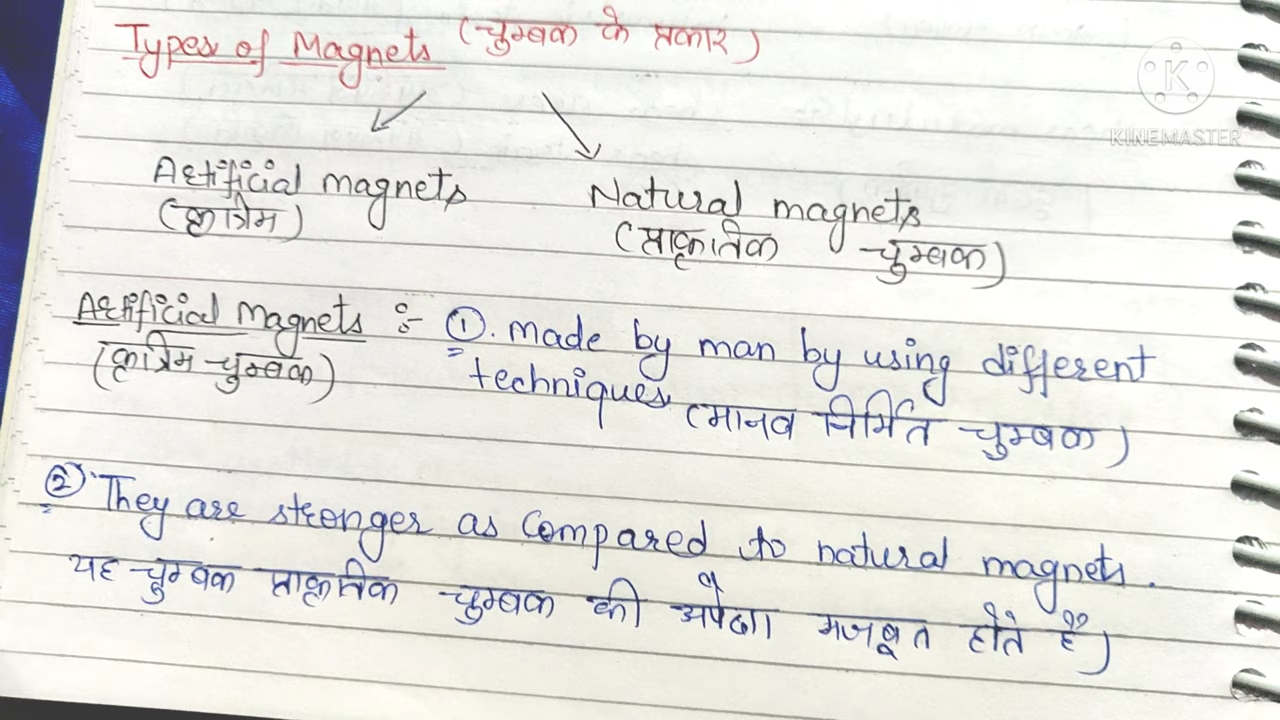 Types of Magnets (चुम्बक के प्रकार)
K
KINEMASTER
Artificial magnets Natural magnets
(कृत्रिम) (प्राकृतिक चुम्बक)
Artificial Magnets :- ①. made by man by using different
(कृत्रिम चुम्बक) techniques (मानव निर्मित चुम्बक)
② They are stronger as compared to natural magnets.
यह चुम्बक प्राकृतिक चुम्बक की अपेक्षा मजबूत होते हैं)